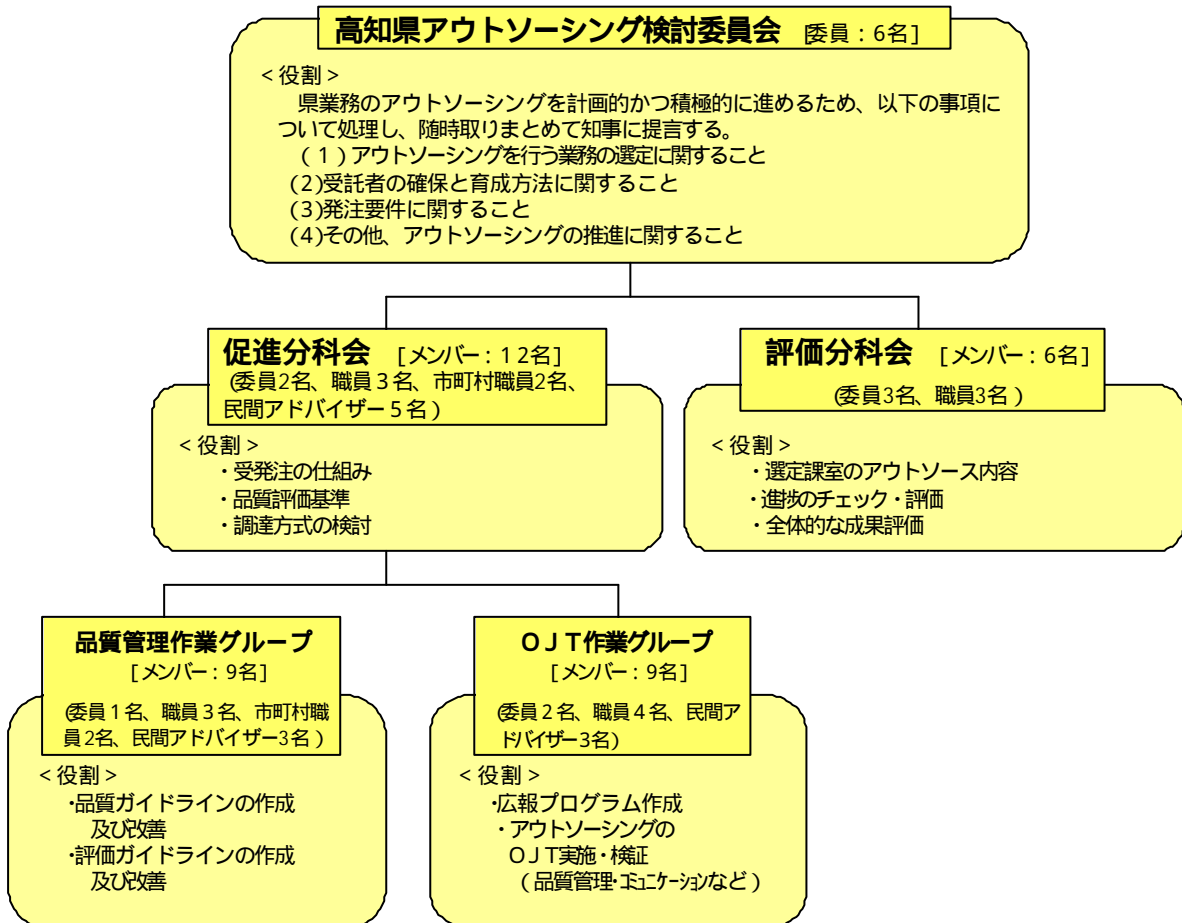 高知県アウトソーシング検討委員会 [委員：6名]
＜役割＞
県業務のアウトソーシングを計画的かつ積極的に進めるため、以下の事項に
ついて処理し、随時取りまとめて知事に提言する。
(1)アウトソーシングを行う業務の選定に関すること
(2)受託者の確保と育成方法に関すること
(3)発注要件に関すること
(4)その他、アウトソーシングの推進に関すること
促進分科会 [メンバー：12名]
(委員2名、職員3名、市町村職員2名、
民間アドバイザー5名)
＜役割＞
・受発注の仕組み
・品質評価基準
・調達方式の検討
評価分科会 [メンバー：6名]
(委員3名、職員3名)
＜役割＞
・選定課室のアウトソース内容
・進捗のチェック・評価
・全体的な成果評価
品質管理作業グループ
[メンバー：9名]
(委員1名、職員3名、市町村職
員2名、民間アドバイザー3名)
＜役割＞
・品質ガイドラインの作成
及び改善
・評価ガイドラインの作成
及び改善
ＯＪＴ作業グループ
[メンバー：9名]
(委員2名、職員4名、民間ア
ドバイザー3名)
＜役割＞
・広報プログラム作成
・アウトソーシングの
ＯＪＴ実施・検証
(品質管理・コミュニケーションなど)